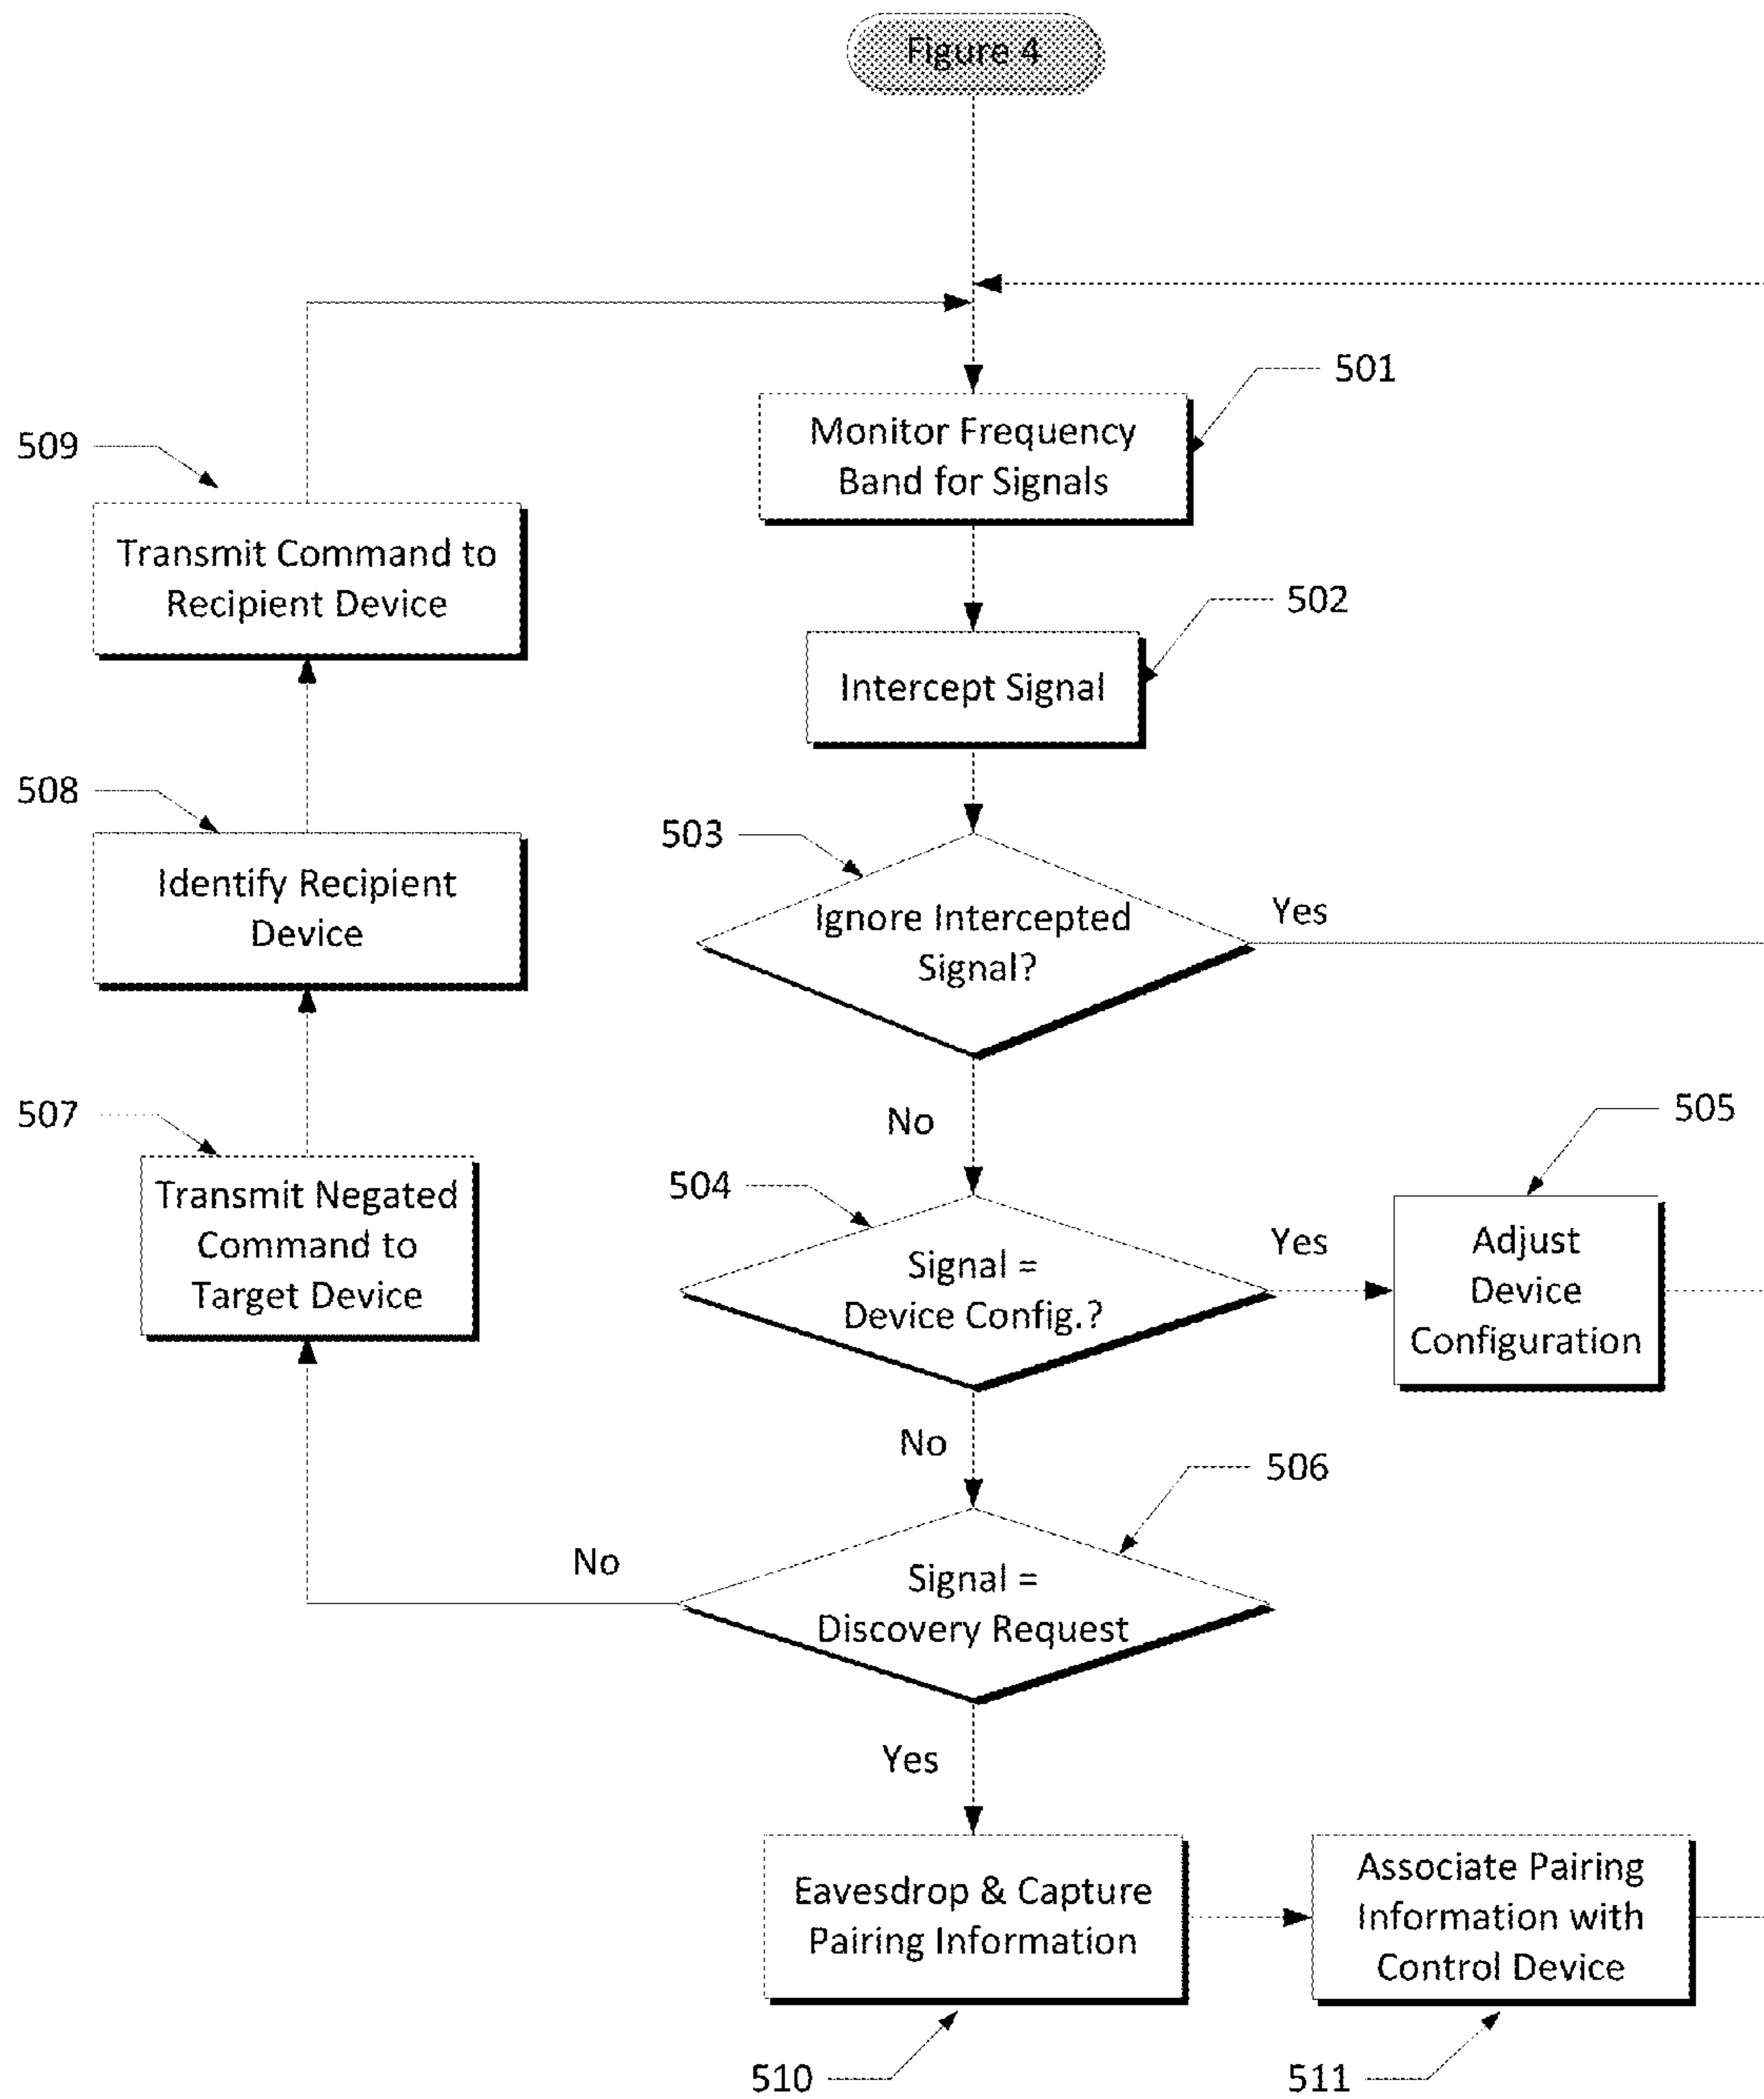 Figure 4
501
Monitor Frequency
Band for Signals
509
Transmit Command to
Recipient Device
502
Intercept Signal
508
Identify Recipient
Device
503
Ignore Intercepted
Signal?
Yes
No
507
Transmit Negated
Command to
Target Device
504
Signal =
Device Config.?
Yes
505
Adjust
Device
Configuration
No
506
Signal =
Discovery Request
No
Yes
Eavesdrop & Capture
Pairing Information
510
Associate Pairing
Information with
Control Device
511